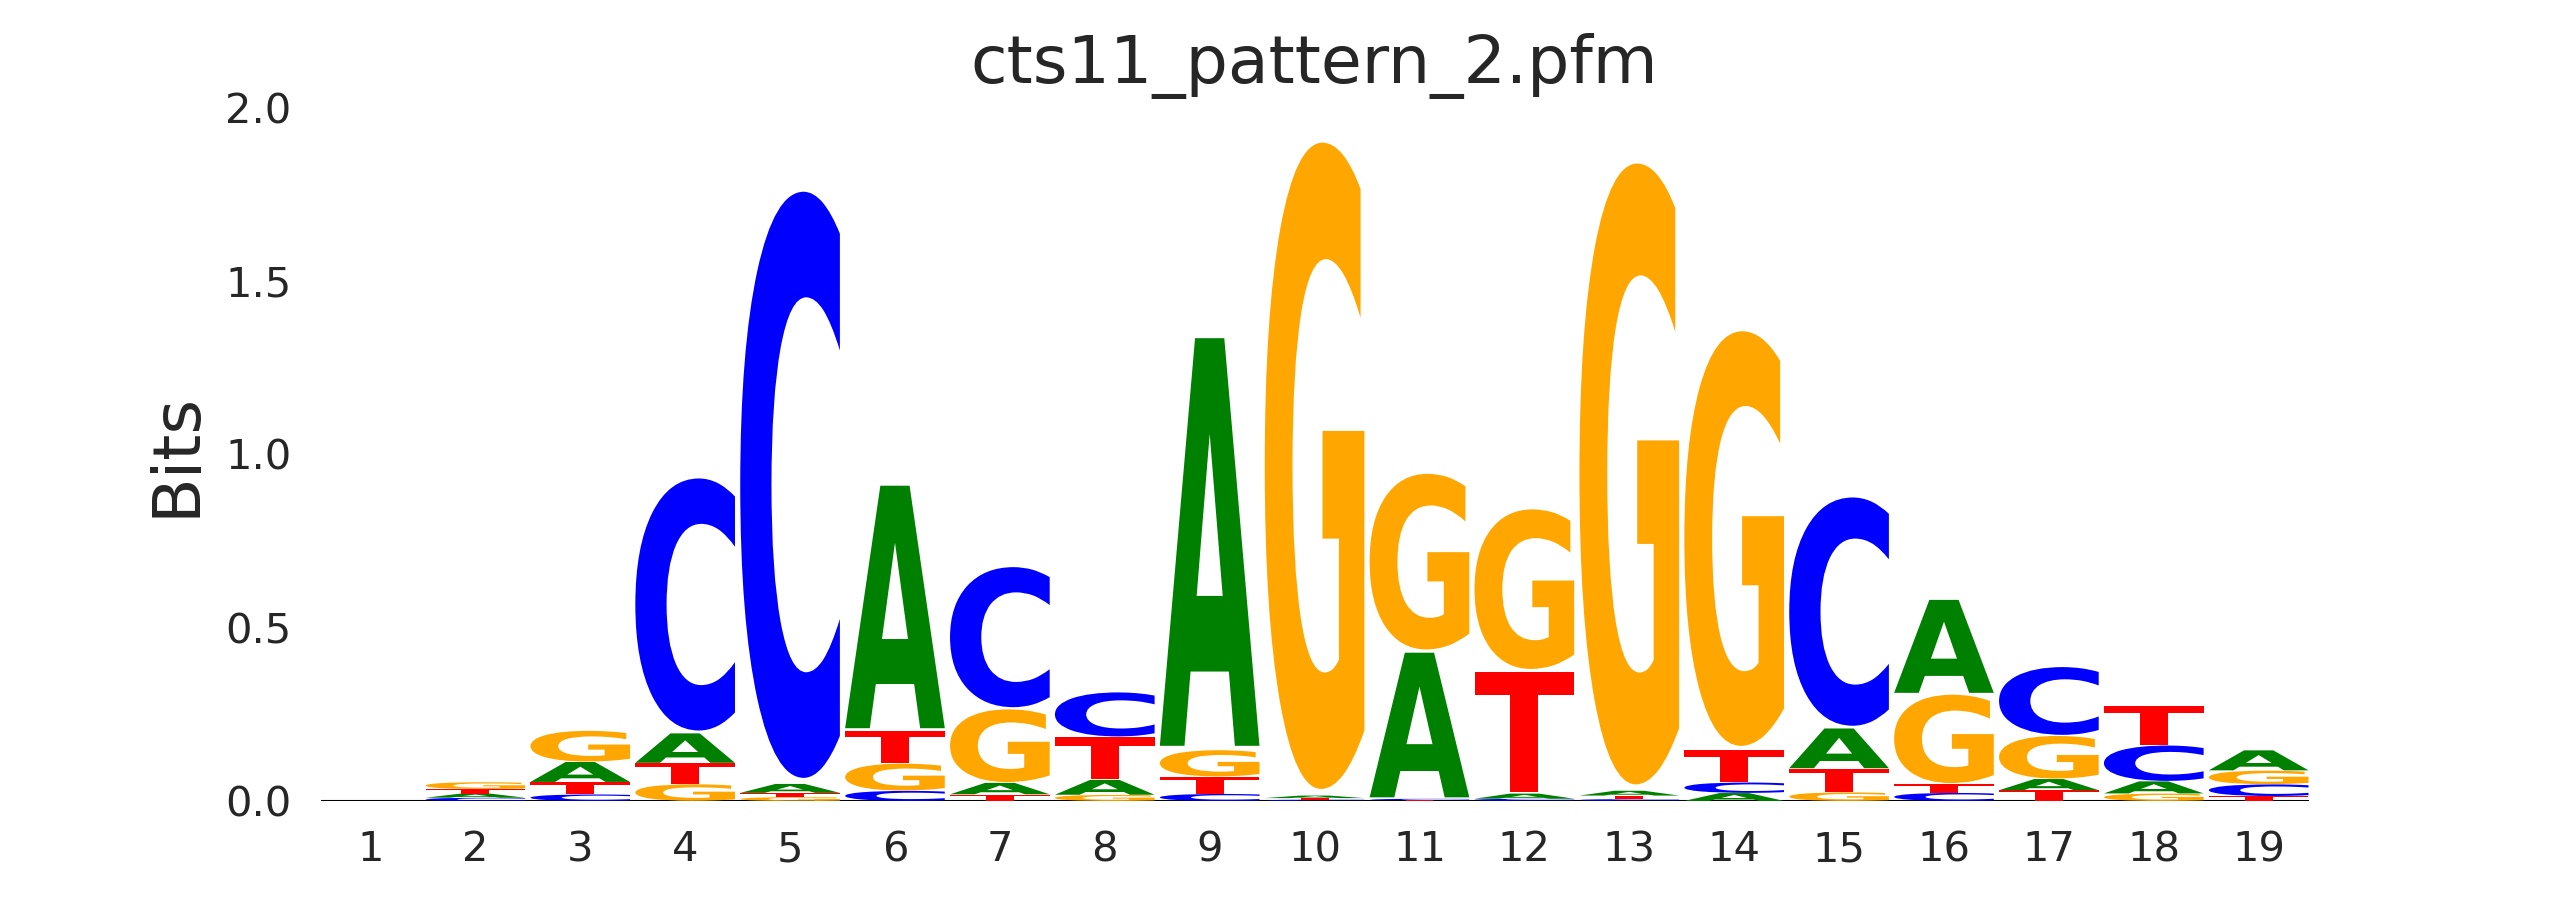 cts11_pattern_2.pfm
2.0
1.5
1.0
0.5
0.0
Bits
G T A C
G A T C
C A T G
C A T G
A T G C
C G A T
C T A G
A G T C
G A T C
G A T
G T A C
G A T C
G T C A
C A T G
A G T C
C G A T
T C A G
A G C T
1 2 3 4 5 6 7 8 9 10 11 12 13 14 15 16 17 18 19